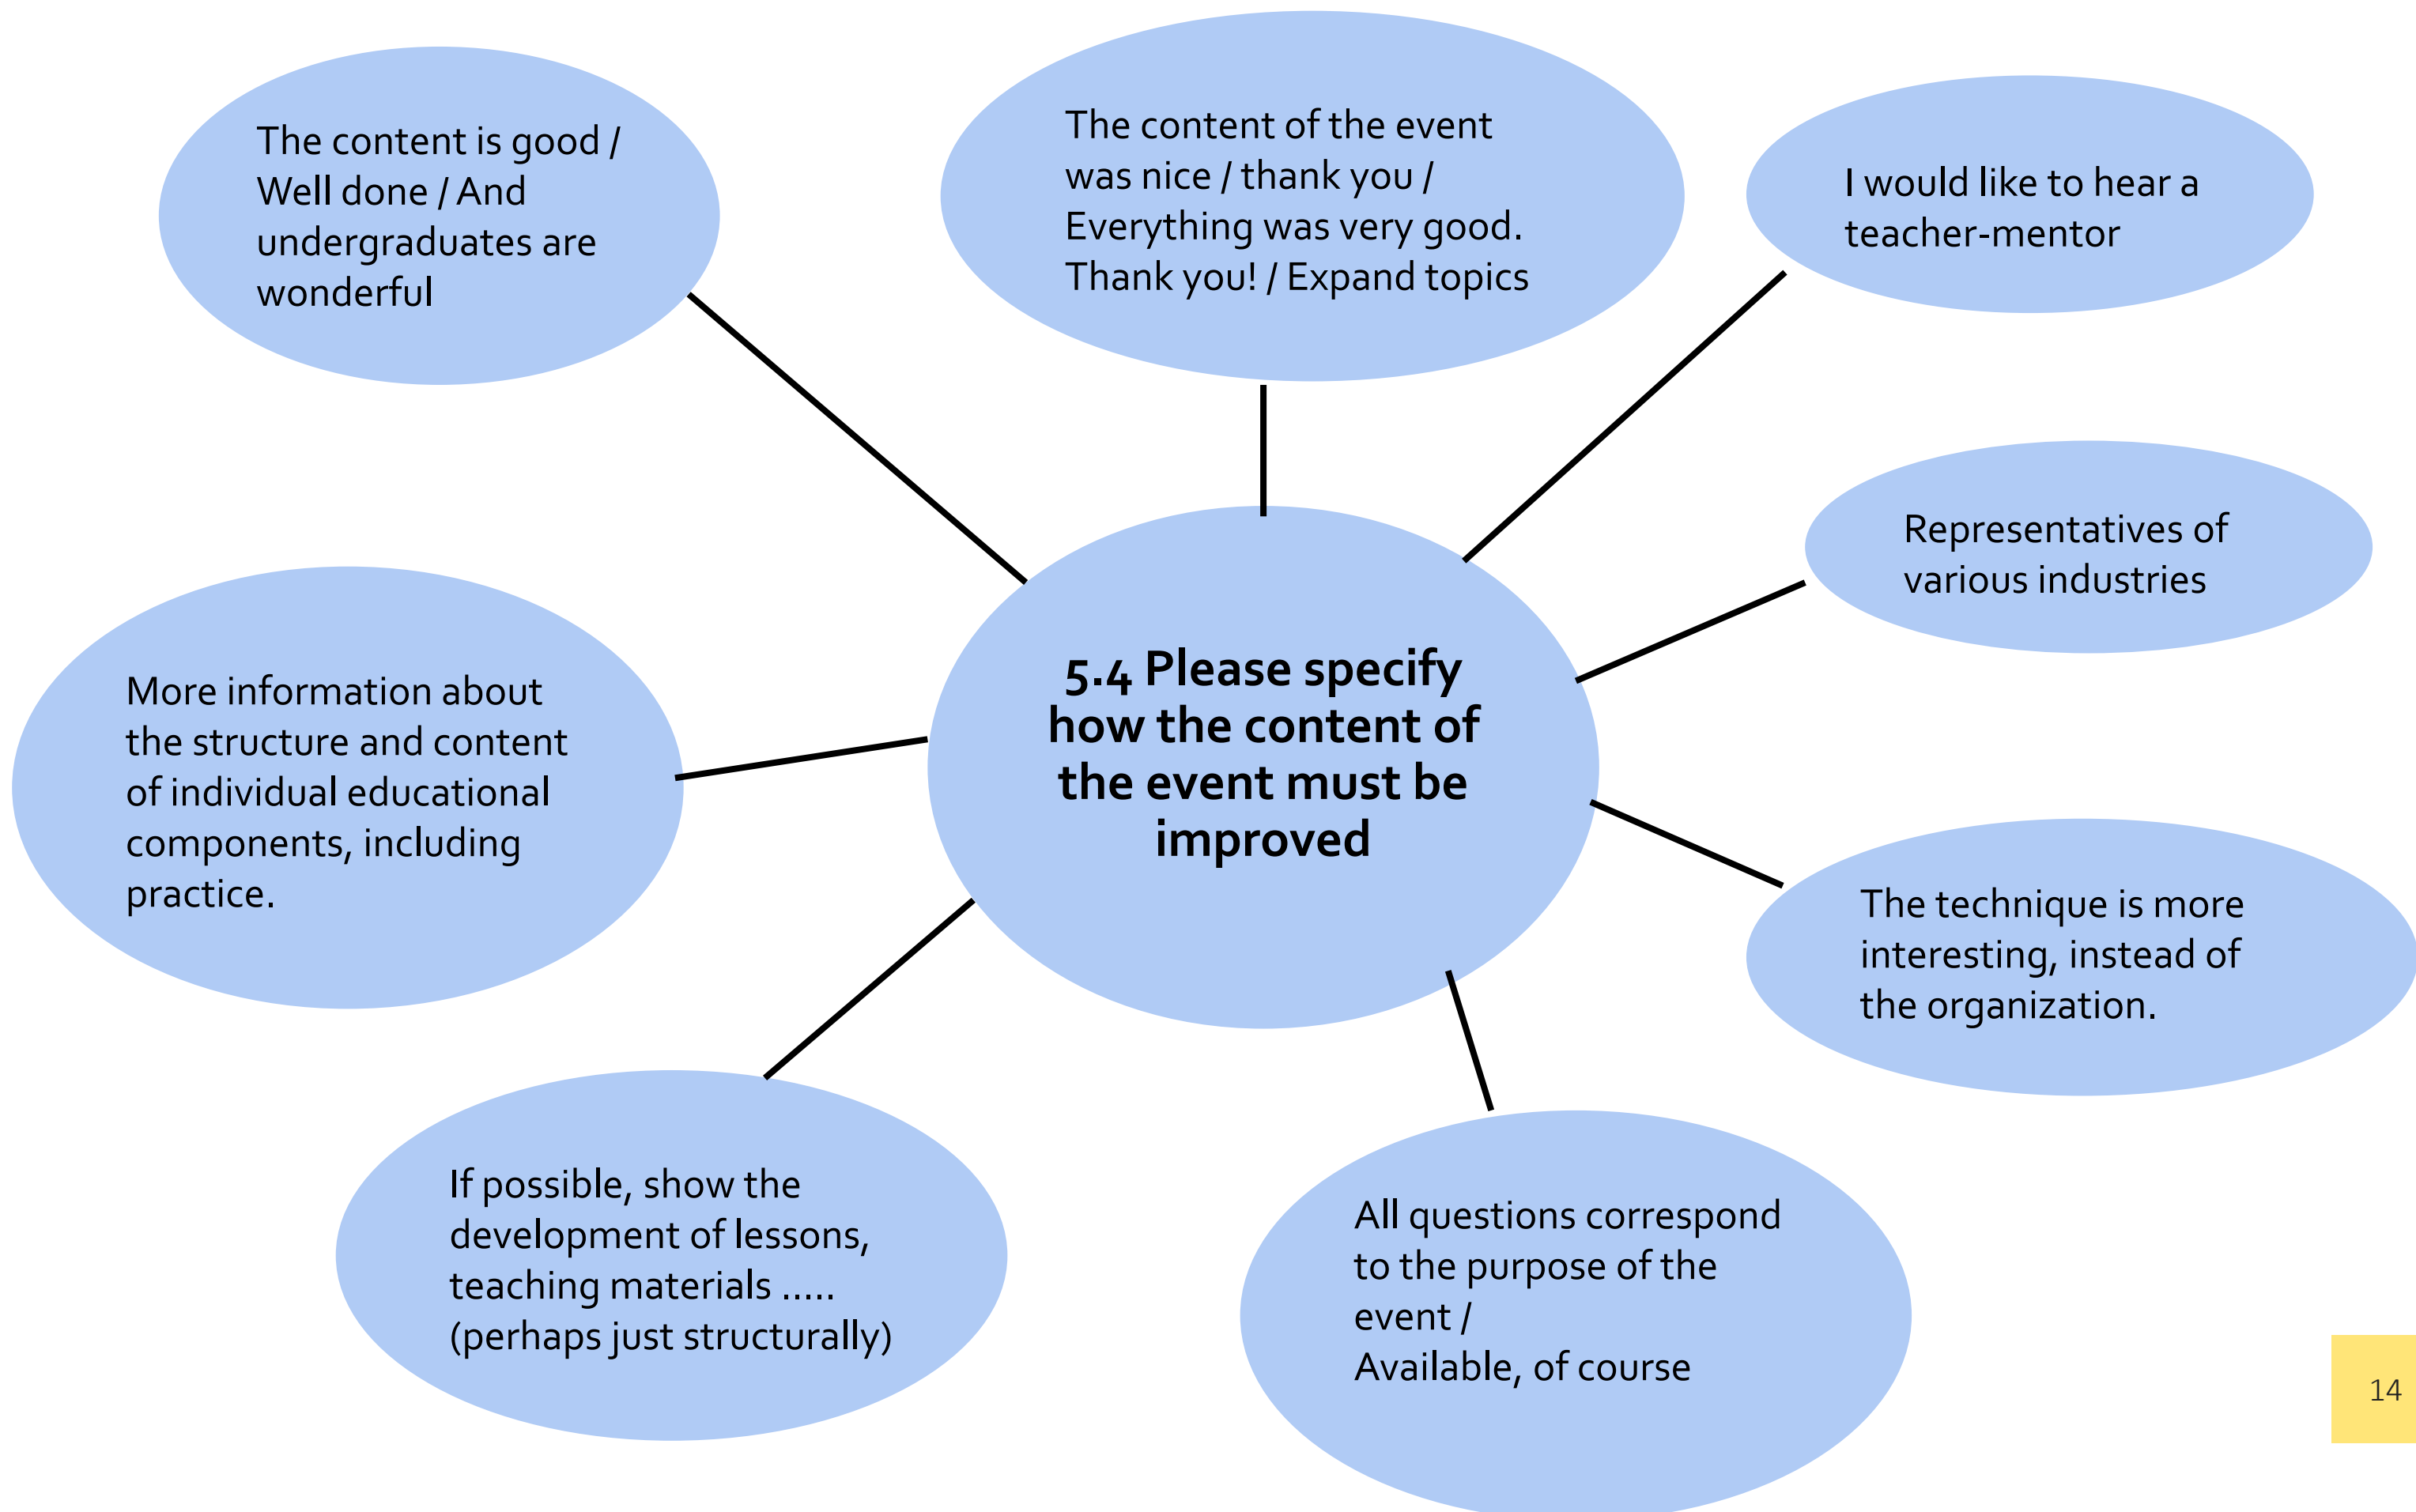 The content is good /
Well done / And
undergraduates are
wonderful
The content of the event
was nice / thank you /
Everything was very good.
Thank you! / Expand topics
I would like to hear a
teacher-mentor
Representatives of
various industries
5.4 Please specify
how the content of
the event must be
improved
More information about
the structure and content
of individual educational
components, including
practice.
The technique is more
interesting, instead of
the organization.
If possible, show the
development of lessons,
teaching materials .....
(perhaps just structurally)
All questions correspond
to the purpose of the
event /
Available, of course
14